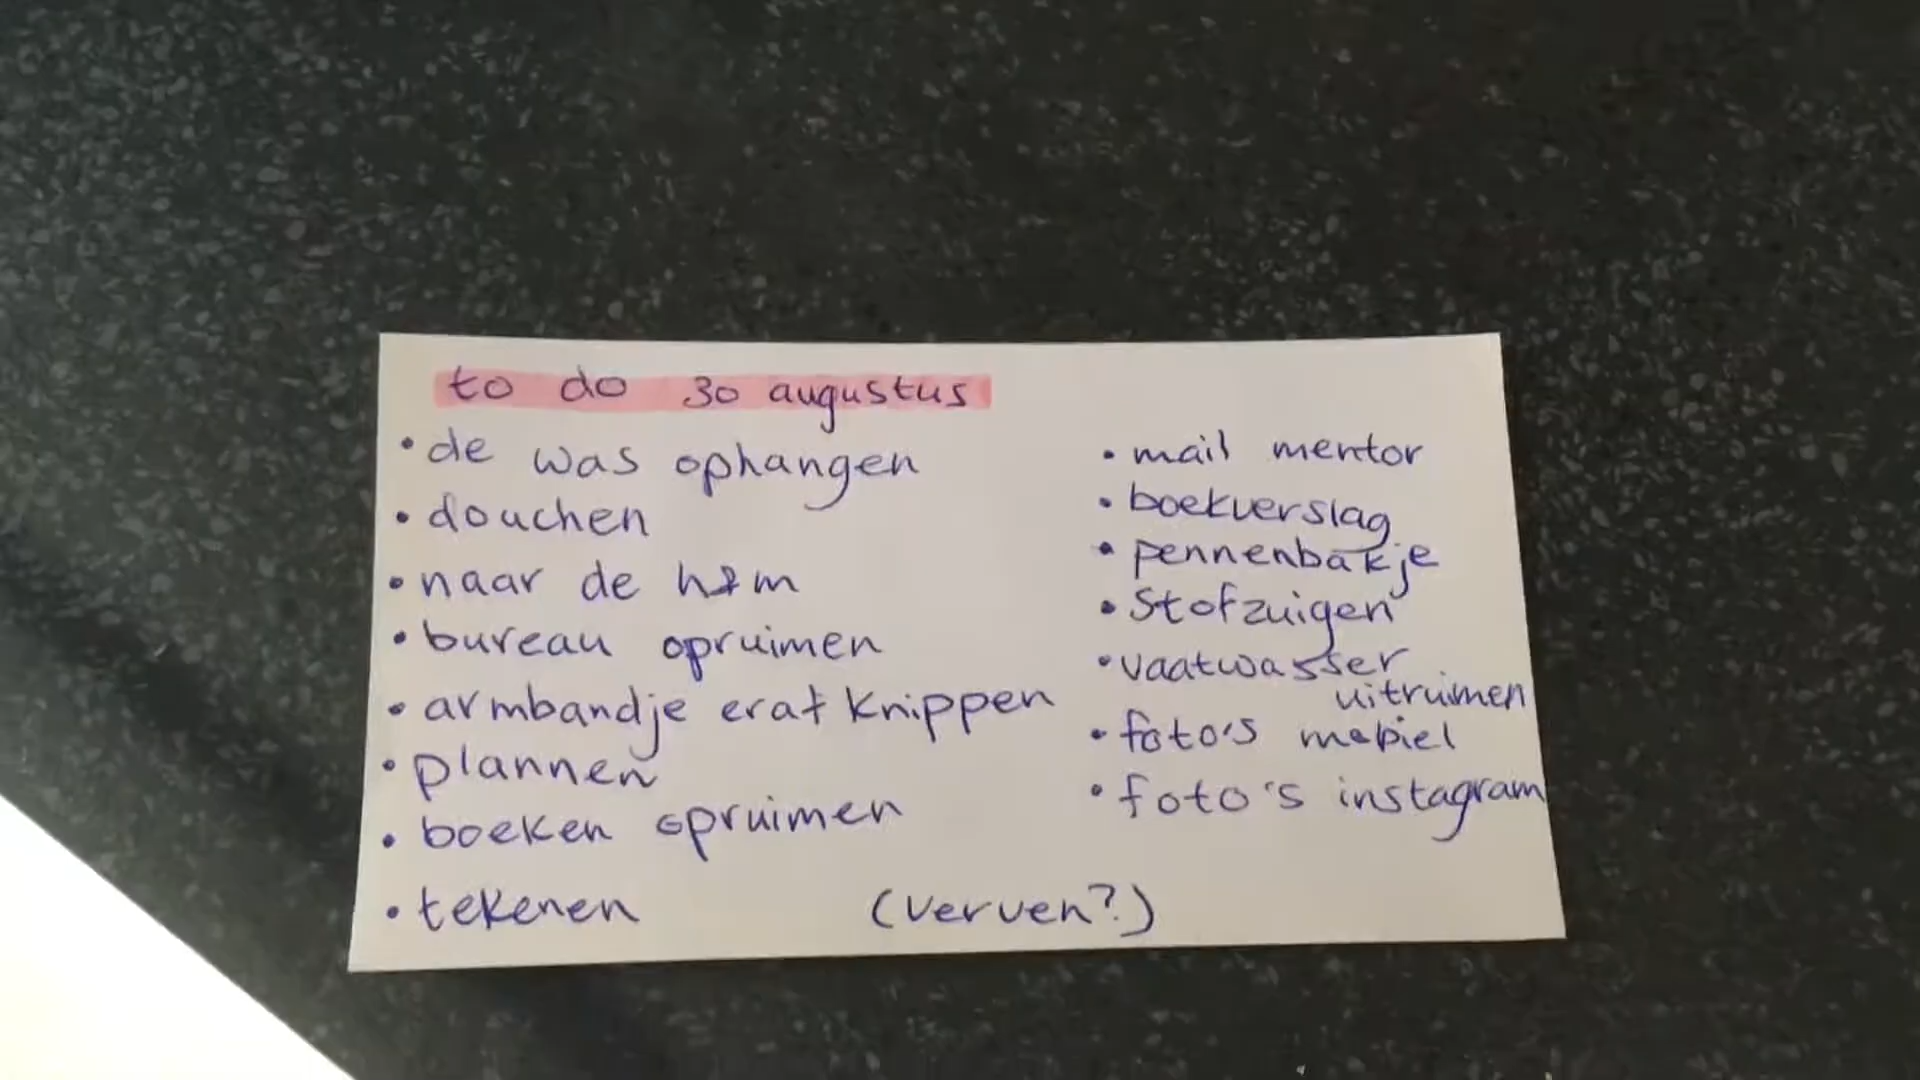 to do 30 augustus
• de was ophangen
• douchen
• naar de h&m
• bureau opruimen
• armbandje eraf knippen
• plannen
• boeken opruimen
• tekenen (verven?)
• mail mentor
• boekverslag
• pennenbakje
• stofzuigen
• vaatwasser
uitruimen
• foto's mobiel
• foto's instagram